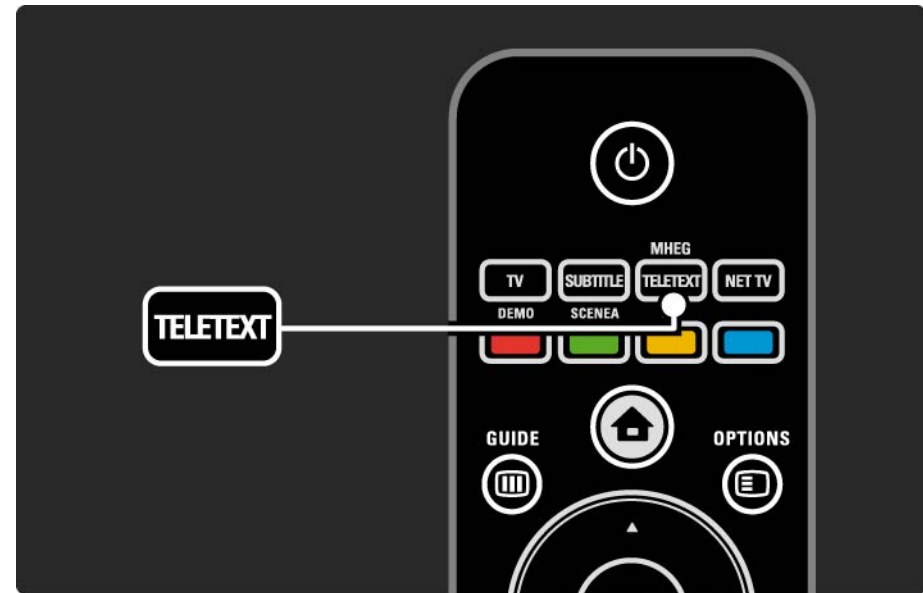 MHEG
TV SUBTITLE TELETEXT NET TV
DEMO SCENEA
TELETEXT
GUIDE OPTIONS